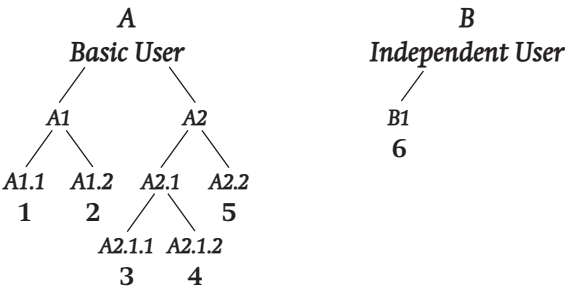 A B
Basic User Independent User
A1 A2 B1
6
A1.1 A1.2 A2.1 A2.2
1 2 5
A2.1.1 A2.1.2
3 4